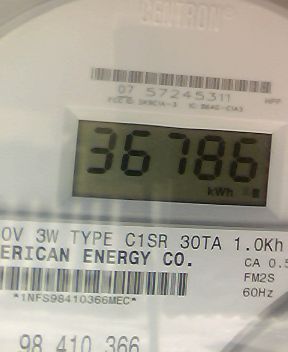 CENTRON®
07 57245311
36786
kWh
0V 3W TYPE C1SR 30TA 1.0Kh
ERICAN ENERGY CO.
CA 0.5
FM2S
*1NFS98410366MEC*
60Hz
98 410 366